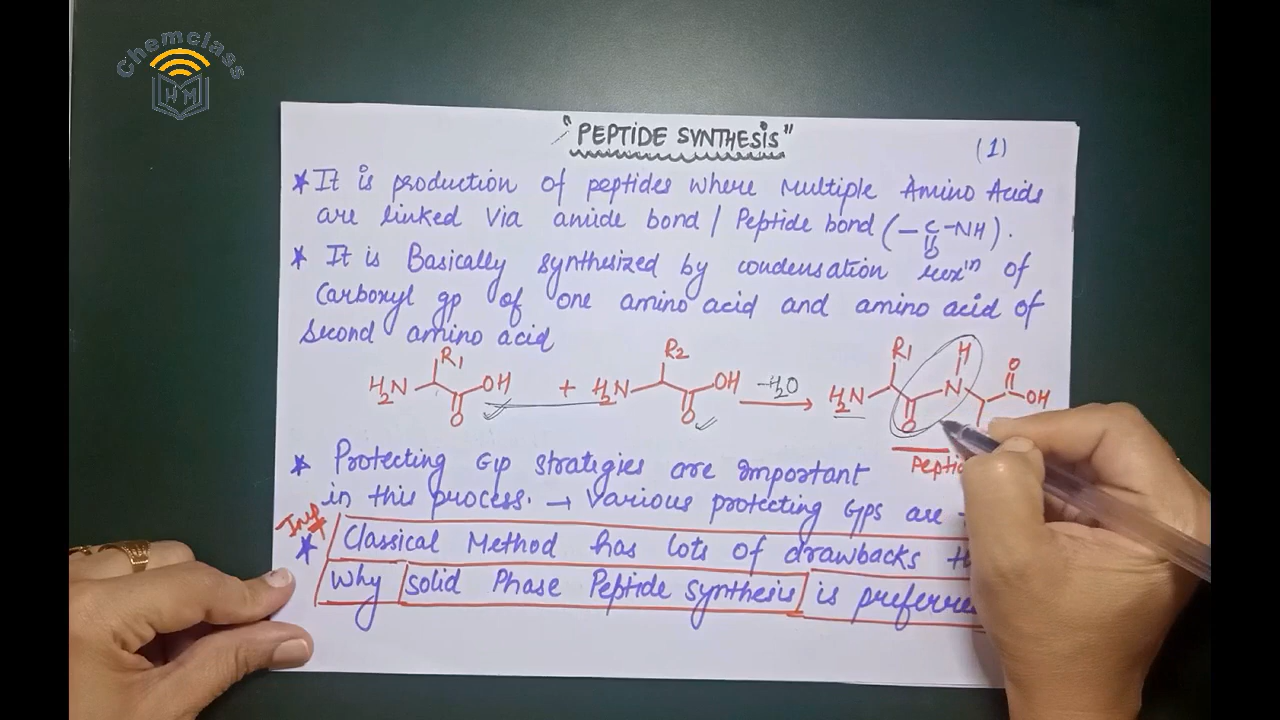 Chemclass
HM
"PEPTIDE SYNTHESIS"
(1)
★ It is production of peptides where Multiple Amino Acids
are linked via amide bond / Peptide bond (-C-NH).
O
★ It is Basically synthesized by condensation rexⁿ of
Carboxyl gp of one amino acid and amino acid of
second amino acid
R1 R2 R1 H O
H2N OH + H2N OH -H2O H2N N OH
O O O
★ Protecting Grp strategies are important
in this process. → Various protecting Gps are
Imp *
★ Classical Method has lots of drawbacks
why solid Phase Peptide synthesis is